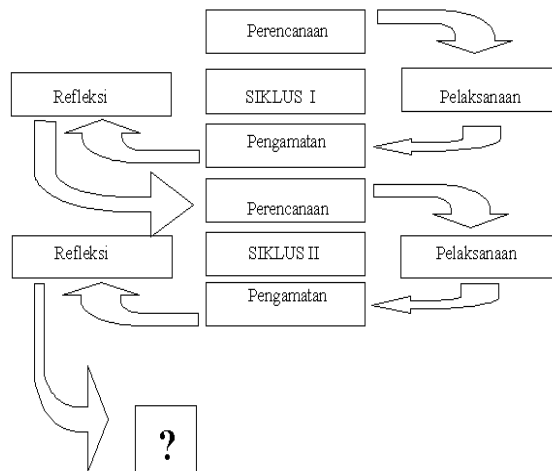 Perencanaan
Refleksi
SIKLUS I
Pelaksanaan
Pengamatan
Perencanaan
Refleksi
SIKLUS II
Pelaksanaan
Pengamatan
?